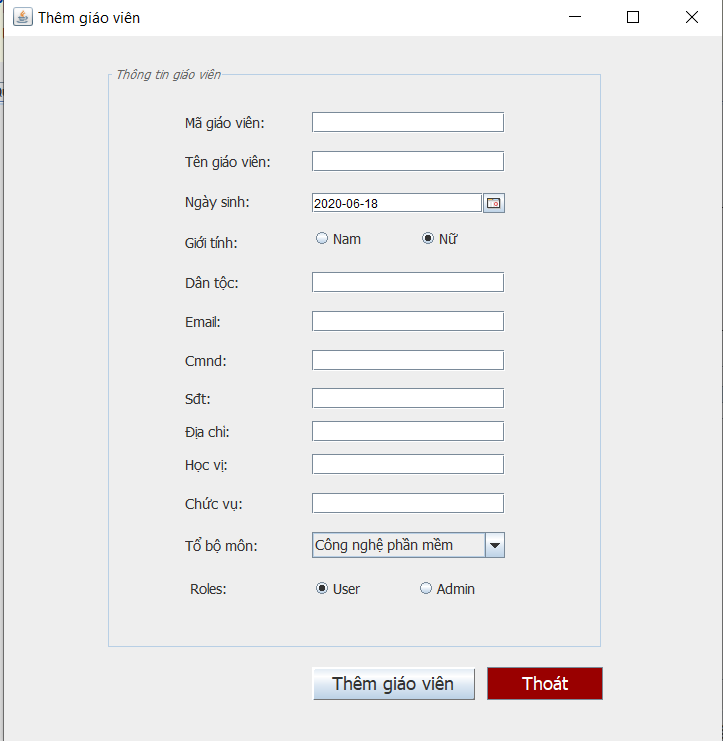 Thêm giáo viên
Thông tin giáo viên
Mã giáo viên:
Tên giáo viên:
Ngày sinh: 2020-06-18
Giới tính: Nam Nữ
Dân tộc:
Email:
Cmnd:
Sđt:
Địa chỉ:
Học vị:
Chức vụ:
Tổ bộ môn: Công nghệ phần mềm
Roles: User Admin
Thêm giáo viên Thoát